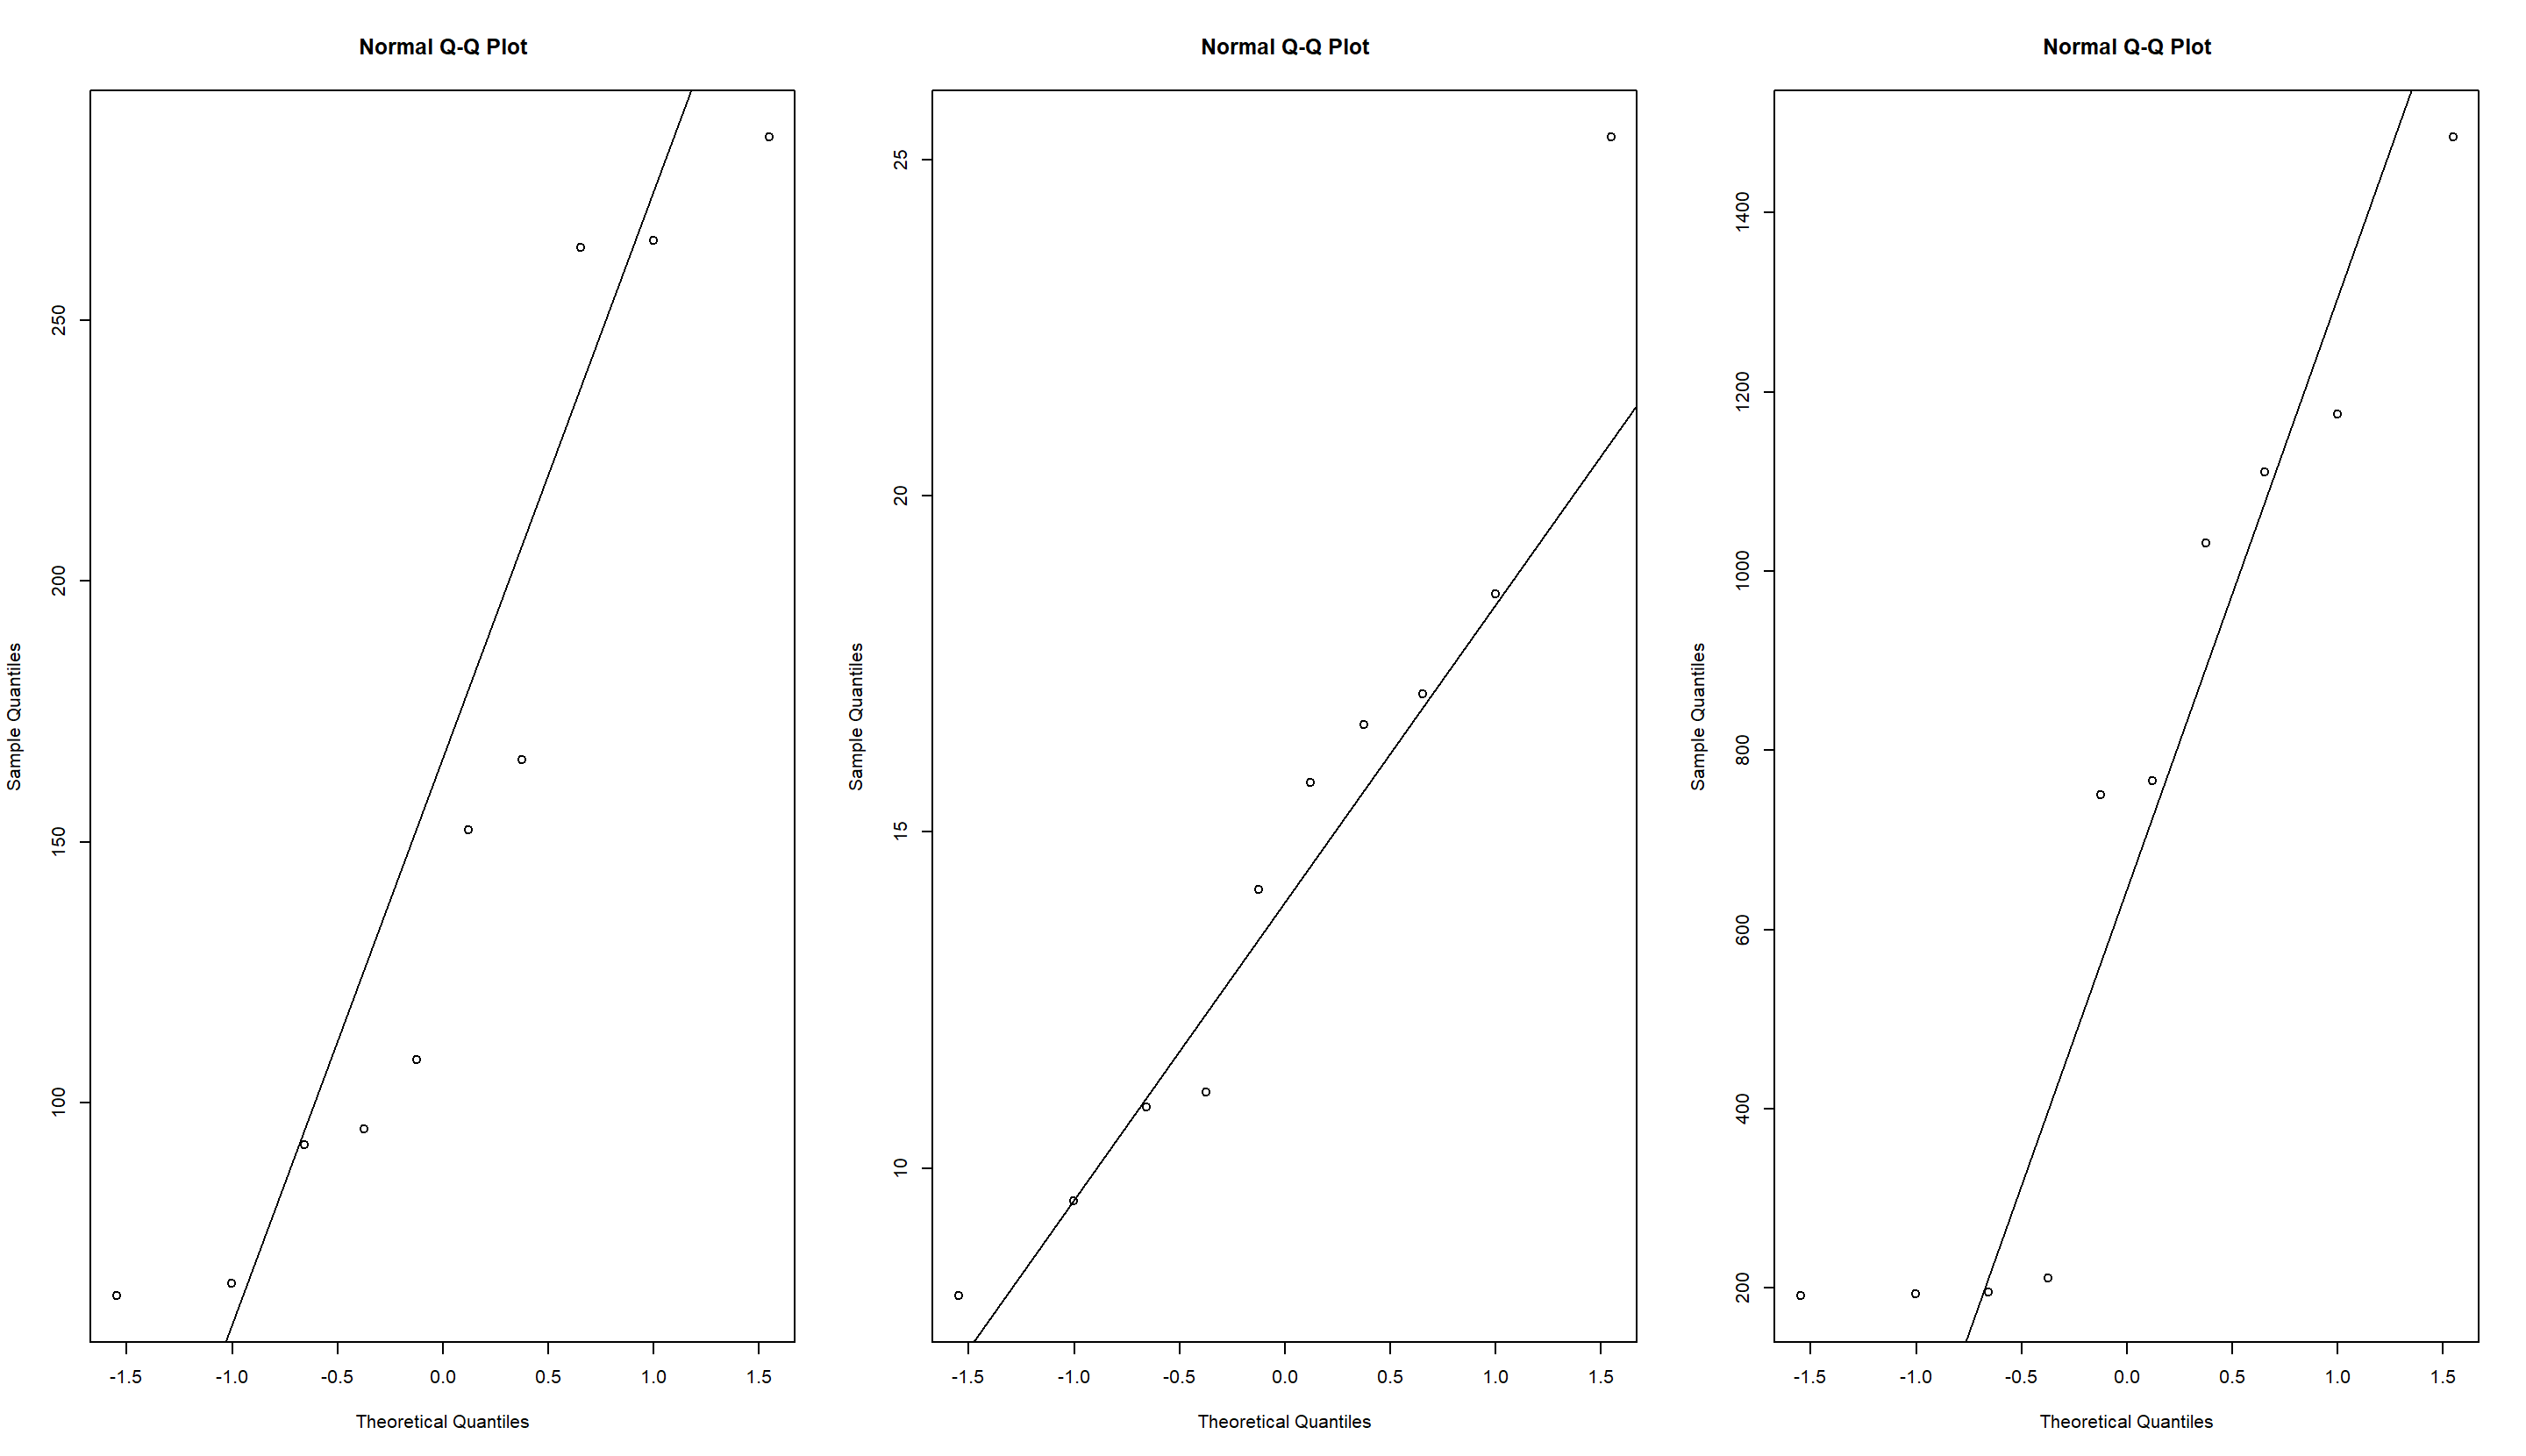 Normal Q-Q Plot
Sample Quantiles
250
200
150
100
-1.5 -1.0 -0.5 0.0 0.5 1.0 1.5
Theoretical Quantiles
Normal Q-Q Plot
Sample Quantiles
25
20
15
10
-1.5 -1.0 -0.5 0.0 0.5 1.0 1.5
Theoretical Quantiles
Normal Q-Q Plot
Sample Quantiles
1400
1200
1000
800
600
400
200
-1.5 -1.0 -0.5 0.0 0.5 1.0 1.5
Theoretical Quantiles